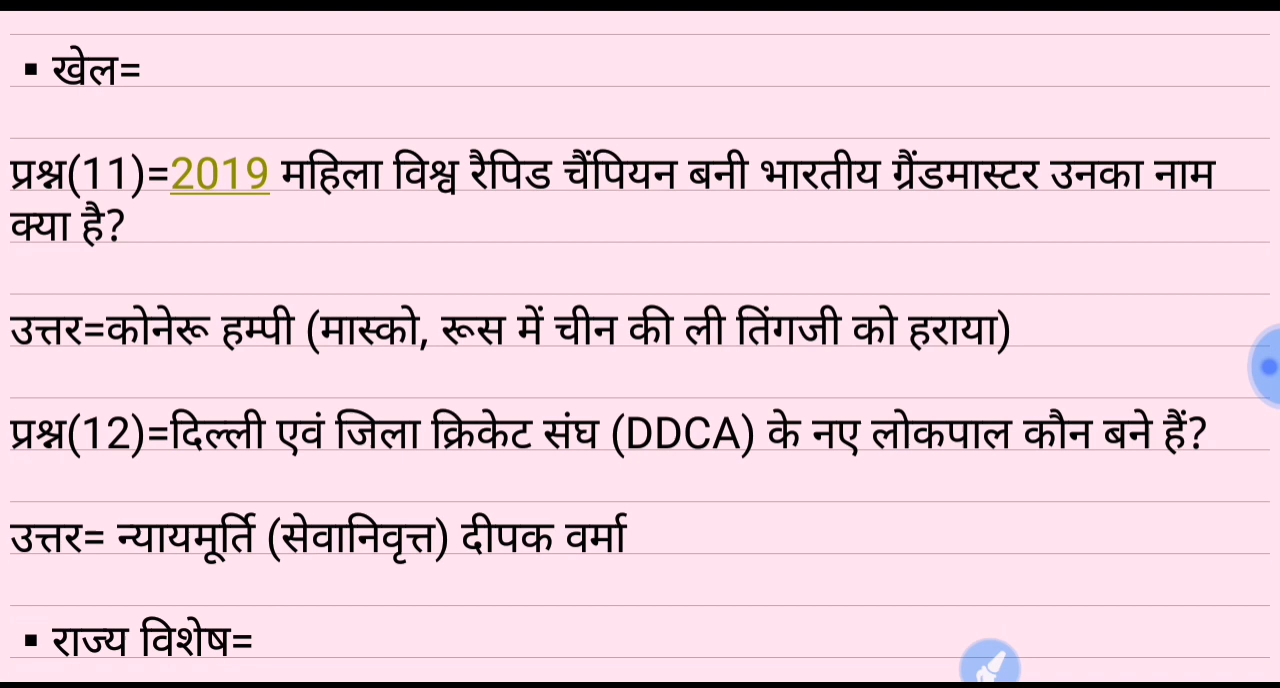 ▪ खेल=
प्रश्न(11)=2019 महिला विश्व रैपिड चैंपियन बनी भारतीय ग्रैंडमास्टर उनका नाम
क्या है?
उत्तर=कोनेरू हम्पी (मास्को, रूस में चीन की ली तिंगजी को हराया)
प्रश्न(12)=दिल्ली एवं जिला क्रिकेट संघ (DDCA) के नए लोकपाल कौन बने हैं?
उत्तर= न्यायमूर्ति (सेवानिवृत्त) दीपक वर्मा
▪ राज्य विशेष=